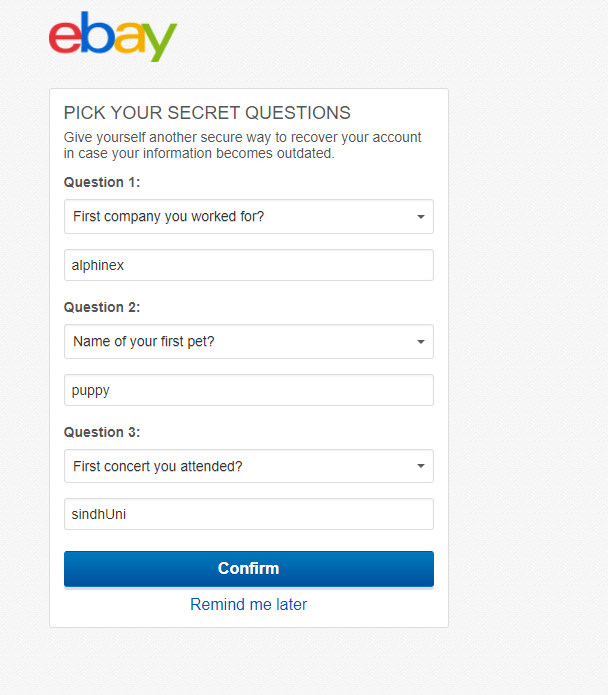 ebay
PICK YOUR SECRET QUESTIONS
Give yourself another secure way to recover your account
in case your information becomes outdated.
Question 1:
First company you worked for?
alphinex
Question 2:
Name of your first pet?
puppy
Question 3:
First concert you attended?
sindhUni
Confirm
Remind me later